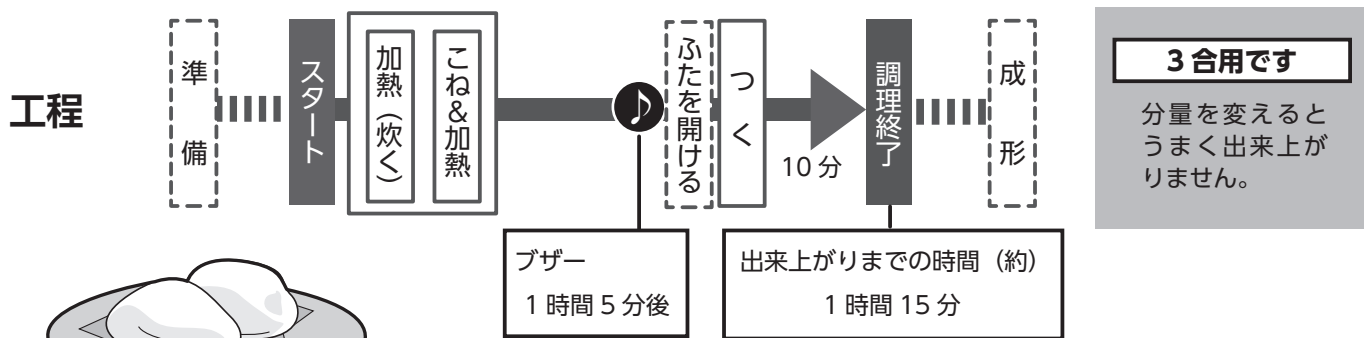 工程
準備
スタート
加熱（炊く）
こね&加熱
♪
ふたを開ける
つく
10 分
調理終了
成形
ブザー
1 時間 5 分後
出来上がりまでの時間（約）
1 時間 15 分
3 合用です
分量を変えると
うまく出来上が
りません。